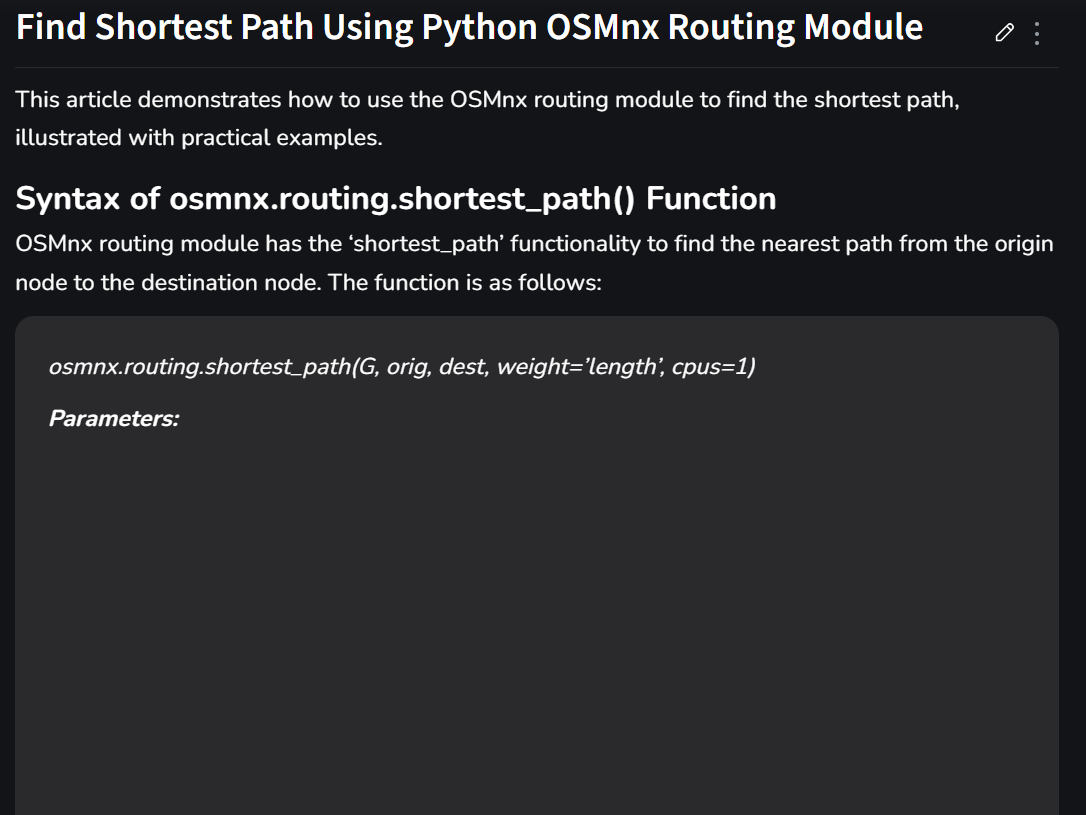 Find Shortest Path Using Python OSMnx Routing Module
This article demonstrates how to use the OSMnx routing module to find the shortest path,
illustrated with practical examples.
Syntax of osmnx.routing.shortest_path() Function
OSMnx routing module has the ‘shortest_path’ functionality to find the nearest path from the origin
node to the destination node. The function is as follows:
osmnx.routing.shortest_path(G, orig, dest, weight=’length’, cpus=1)
Parameters: